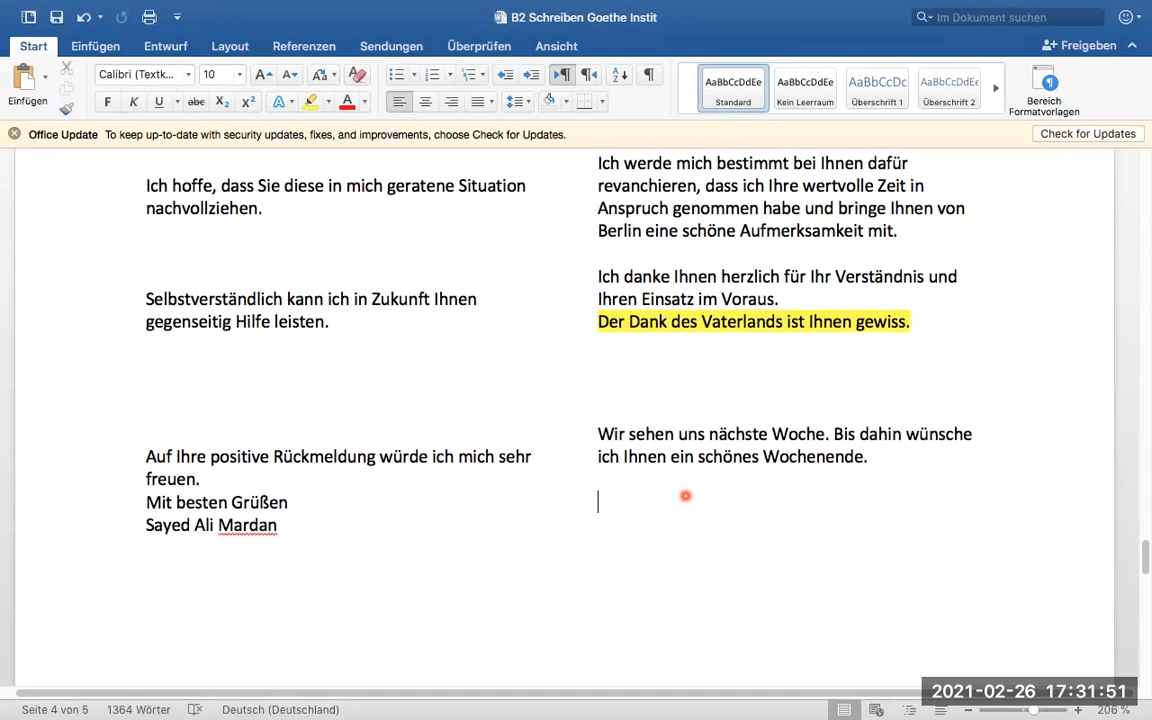 B2 Schreiben Goethe Instit
Im Dokument suchen
Start Einfügen Entwurf Layout Referenzen Sendungen Überprüfen Ansicht
Freigeben
Calibri (Textk... 10
Einfügen
F K U abc X₂ X² A A
AaBbCcDdEe AaBbCcDdEe AaBbCcDc AaBbCcDdEe
Standard Kein Leerraum Überschrift 1 Überschrift 2
Bereich
Formatvorlagen
Office Update To keep up-to-date with security updates, fixes, and improvements, choose Check for Updates.
Check for Updates
Ich hoffe, dass Sie diese in mich geratene Situation
nachvollziehen.
Selbstverständlich kann ich in Zukunft Ihnen
gegenseitig Hilfe leisten.
Auf Ihre positive Rückmeldung würde ich mich sehr
freuen.
Mit besten Grüßen
Sayed Ali Mardan
Ich werde mich bestimmt bei Ihnen dafür
revanchieren, dass ich Ihre wertvolle Zeit in
Anspruch genommen habe und bringe Ihnen von
Berlin eine schöne Aufmerksamkeit mit.
Ich danke Ihnen herzlich für Ihr Verständnis und
Ihren Einsatz im Voraus.
Der Dank des Vaterlands ist Ihnen gewiss.
Wir sehen uns nächste Woche. Bis dahin wünsche
ich Ihnen ein schönes Wochenende.
2021-02-26 17:31:51
Seite 4 von 5 1364 Wörter Deutsch (Deutschland)
206 %